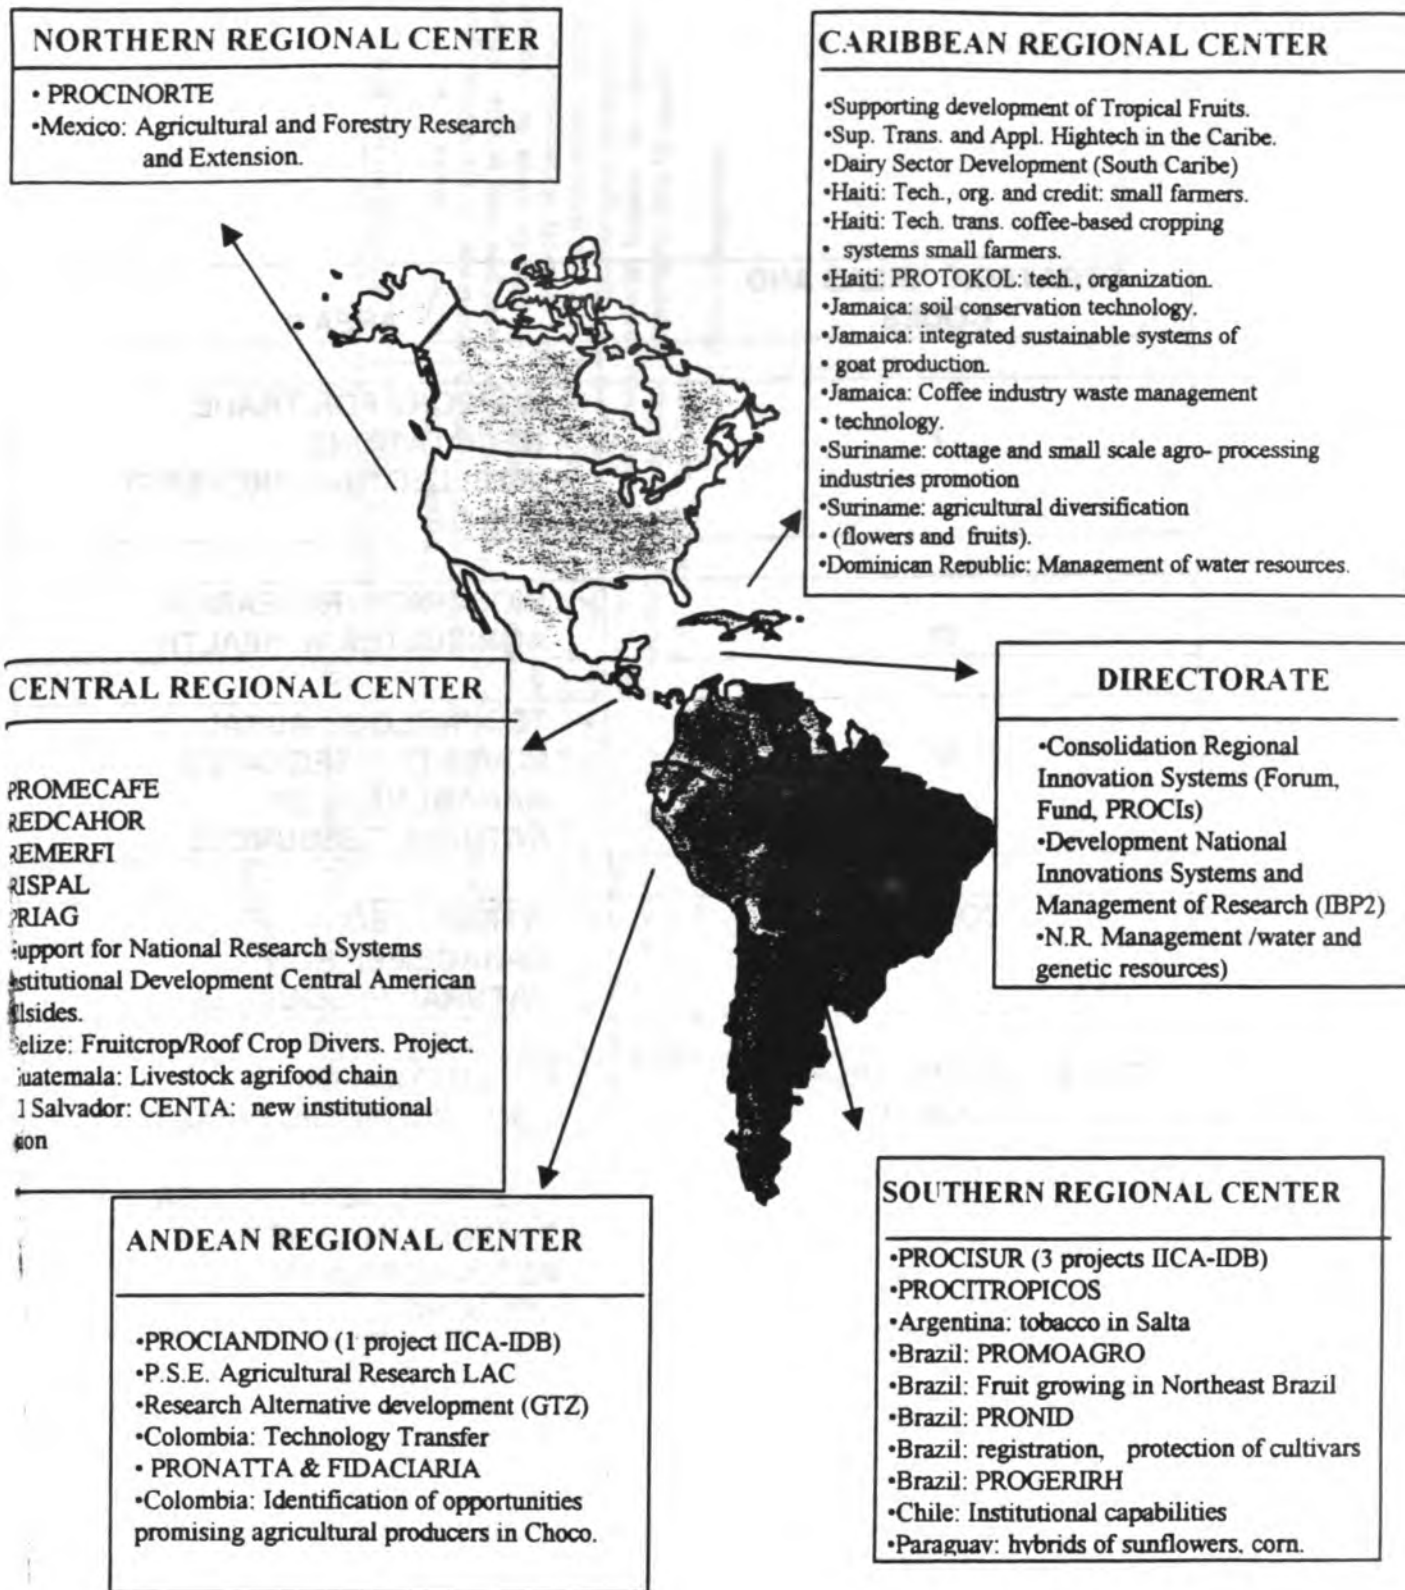 NORTHERN REGIONAL CENTER
• PROCINORTE
•Mexico: Agricultural and Forestry Research
and Extension.
CARIBBEAN REGIONAL CENTER
•Supporting development of Tropical Fruits.
•Sup. Trans. and Appl. Hightech in the Caribe.
•Dairy Sector Development (South Caribe)
•Haiti: Tech., org. and credit: small farmers.
•Haiti: Tech. trans. coffee-based cropping
• systems small farmers.
•Haiti: PROTOKOL: tech., organization.
•Jamaica: soil conservation technology.
•Jamaica: integrated sustainable systems of
• goat production.
•Jamaica: Coffee industry waste management
• technology.
•Suriname: cottage and small scale agro- processing
industries promotion
•Suriname: agricultural diversification
• (flowers and fruits).
•Dominican Republic: Management of water resources.
CENTRAL REGIONAL CENTER
PROMECAFE
REDCAHOR
REMERFI
RISPAL
PRIAG
upport for National Research Systems
stitutional Development Central American
llsides.
elize: Fruitcrop/Roof Crop Divers. Project.
uatemala: Livestock agrifood chain
l Salvador: CENTA: new institutional
ion
DIRECTORATE
•Consolidation Regional
Innovation Systems (Forum,
Fund, PROCIs)
•Development National
Innovations Systems and
Management of Research (IBP2)
•N.R. Management /water and
genetic resources)
ANDEAN REGIONAL CENTER
•PROCIANDINO (1 project IICA-IDB)
•P.S.E. Agricultural Research LAC
•Research Alternative development (GTZ)
•Colombia: Technology Transfer
• PRONATTA & FIDACIARIA
•Colombia: Identification of opportunities
promising agricultural producers in Choco.
SOUTHERN REGIONAL CENTER
•PROCISUR (3 projects IICA-IDB)
•PROCITROPICOS
•Argentina: tobacco in Salta
•Brazil: PROMOAGRO
•Brazil: Fruit growing in Northeast Brazil
•Brazil: PRONID
•Brazil: registration, protection of cultivars
•Brazil: PROGERIRH
•Chile: Institutional capabilities
•Paraguay: hybrids of sunflowers, corn.